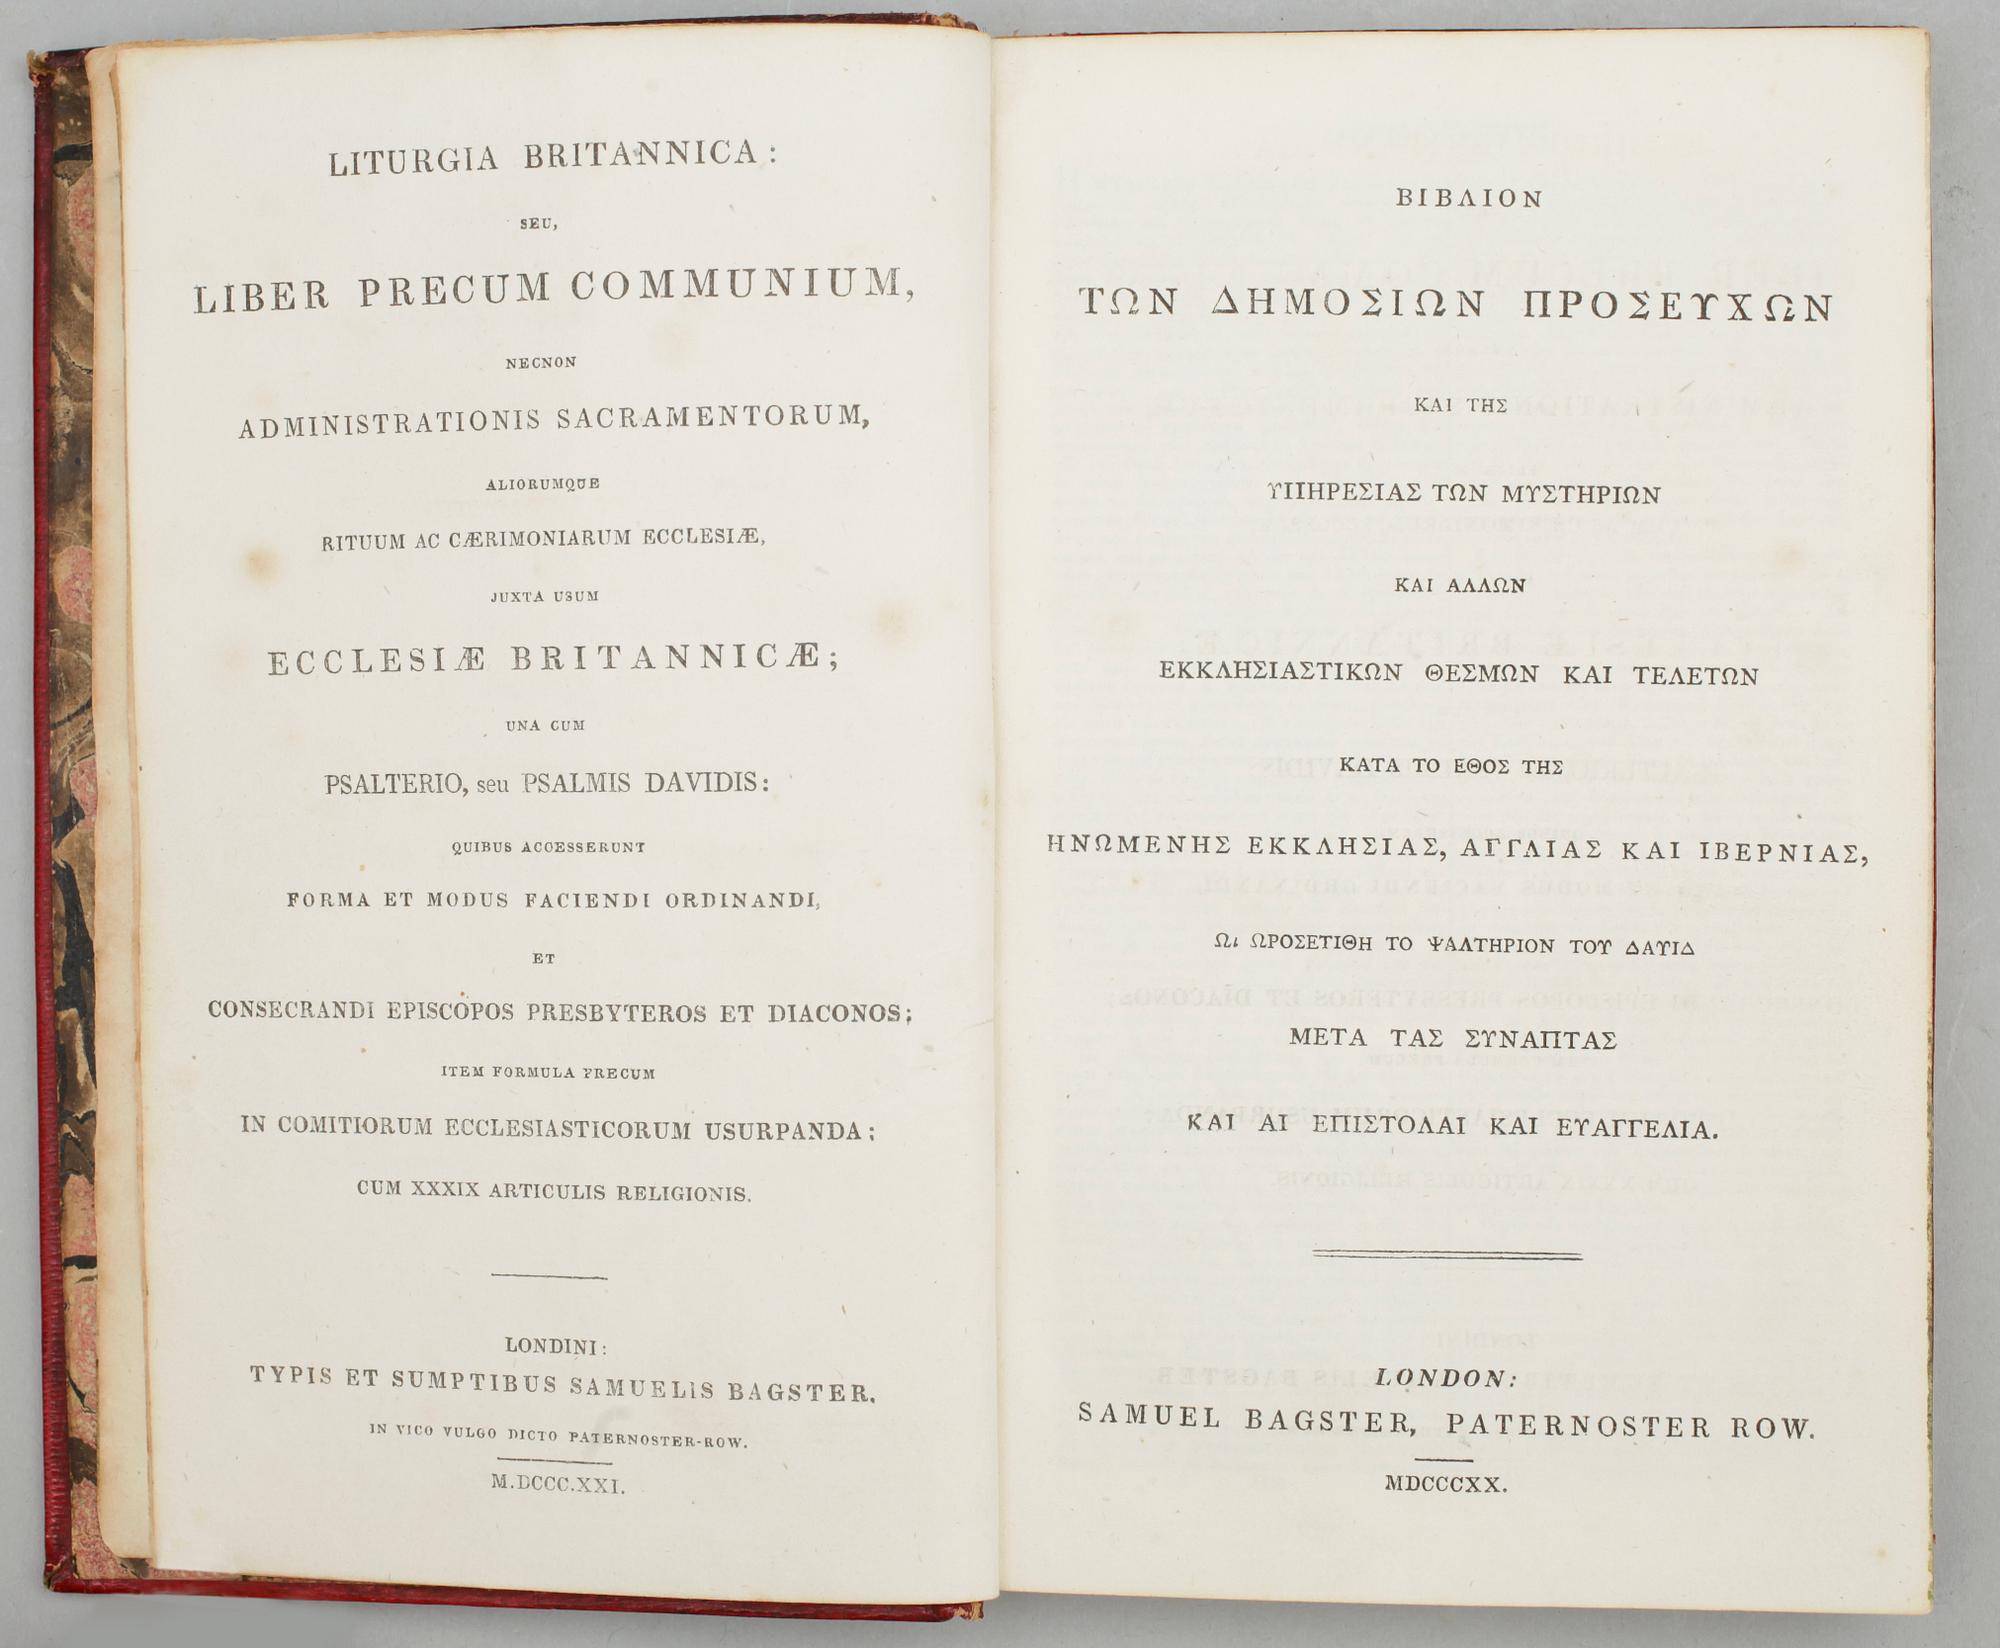 LITURGIA BRITANNICA:
SEU,
LIBER PRECUM COMMUNIUM,
NECNON
ADMINISTRATIONIS SACRAMENTORUM,
ALIORUMQUE
RITUUM AC CÆRIMONIARUM ECCLESIÆ,
JUXTA USUM
ECCLESIÆ BRITANNICÆ;
UNA CUM
PSALTERIO, seu PSALMIS DAVIDIS:
QUIBUS ACCESSERUNT
FORMA ET MODUS FACIENDI ORDINANDI,
ET
CONSECRANDI EPISCOPOS PRESBYTEROS ET DIACONOS;
ITEM FORMULA PRECUM
IN COMITIORUM ECCLESIASTICORUM USURPANDA;
CUM XXXIX ARTICULIS RELIGIONIS.
LONDINI:
TYPIS ET SUMPTIBUS SAMUELIS BAGSTER.
IN VICO VULGO DICTO PATERNOSTER-ROW.
M.DCCC.XXI.
ΒΙΒΛΙΟΝ
ΤΩΝ ΔΗΜΟΣΙΩΝ ΠΡΟΣΕΥΧΩΝ
ΚΑΙ ΤΗΣ
ΥΠΗΡΕΣΙΑΣ ΤΩΝ ΜΥΣΤΗΡΙΩΝ
ΚΑΙ ΑΛΛΩΝ
ΕΚΚΛΗΣΙΑΣΤΙΚΩΝ ΘΕΣΜΩΝ ΚΑΙ ΤΕΛΕΤΩΝ
ΚΑΤΑ ΤΟ ΕΘΟΣ ΤΗΣ
ΗΝΩΜΕΝΗΣ ΕΚΚΛΗΣΙΑΣ, ΑΓΓΛΙΑΣ ΚΑΙ ΙΒΕΡΝΙΑΣ,
Ωι ΩΡΟΣΕΤΙΘΗ ΤΟ ΨΑΛΤΗΡΙΟΝ ΤΟΥ ΔΑΥΙΔ
ΜΕΤΑ ΤΑΣ ΣΥΝΑΠΤΑΣ
ΚΑΙ ΑΙ ΕΠΙΣΤΟΛΑΙ ΚΑΙ ΕΥΑΓΓΕΛΙΑ.
LONDON:
SAMUEL BAGSTER, PATERNOSTER ROW.
MDCCCXX.